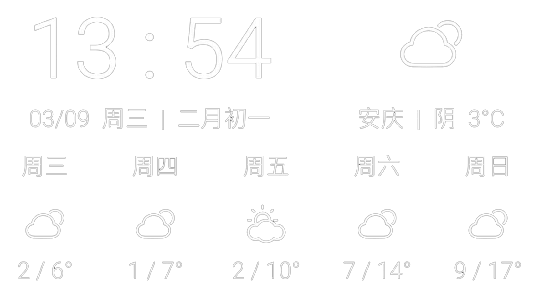 13 : 54
03/09 周三 | 二月初一
安庆 | 阴 3°C
周三 周四 周五 周六 周日
2 / 6° 1 / 7° 2 / 10° 7 / 14° 9 / 17°